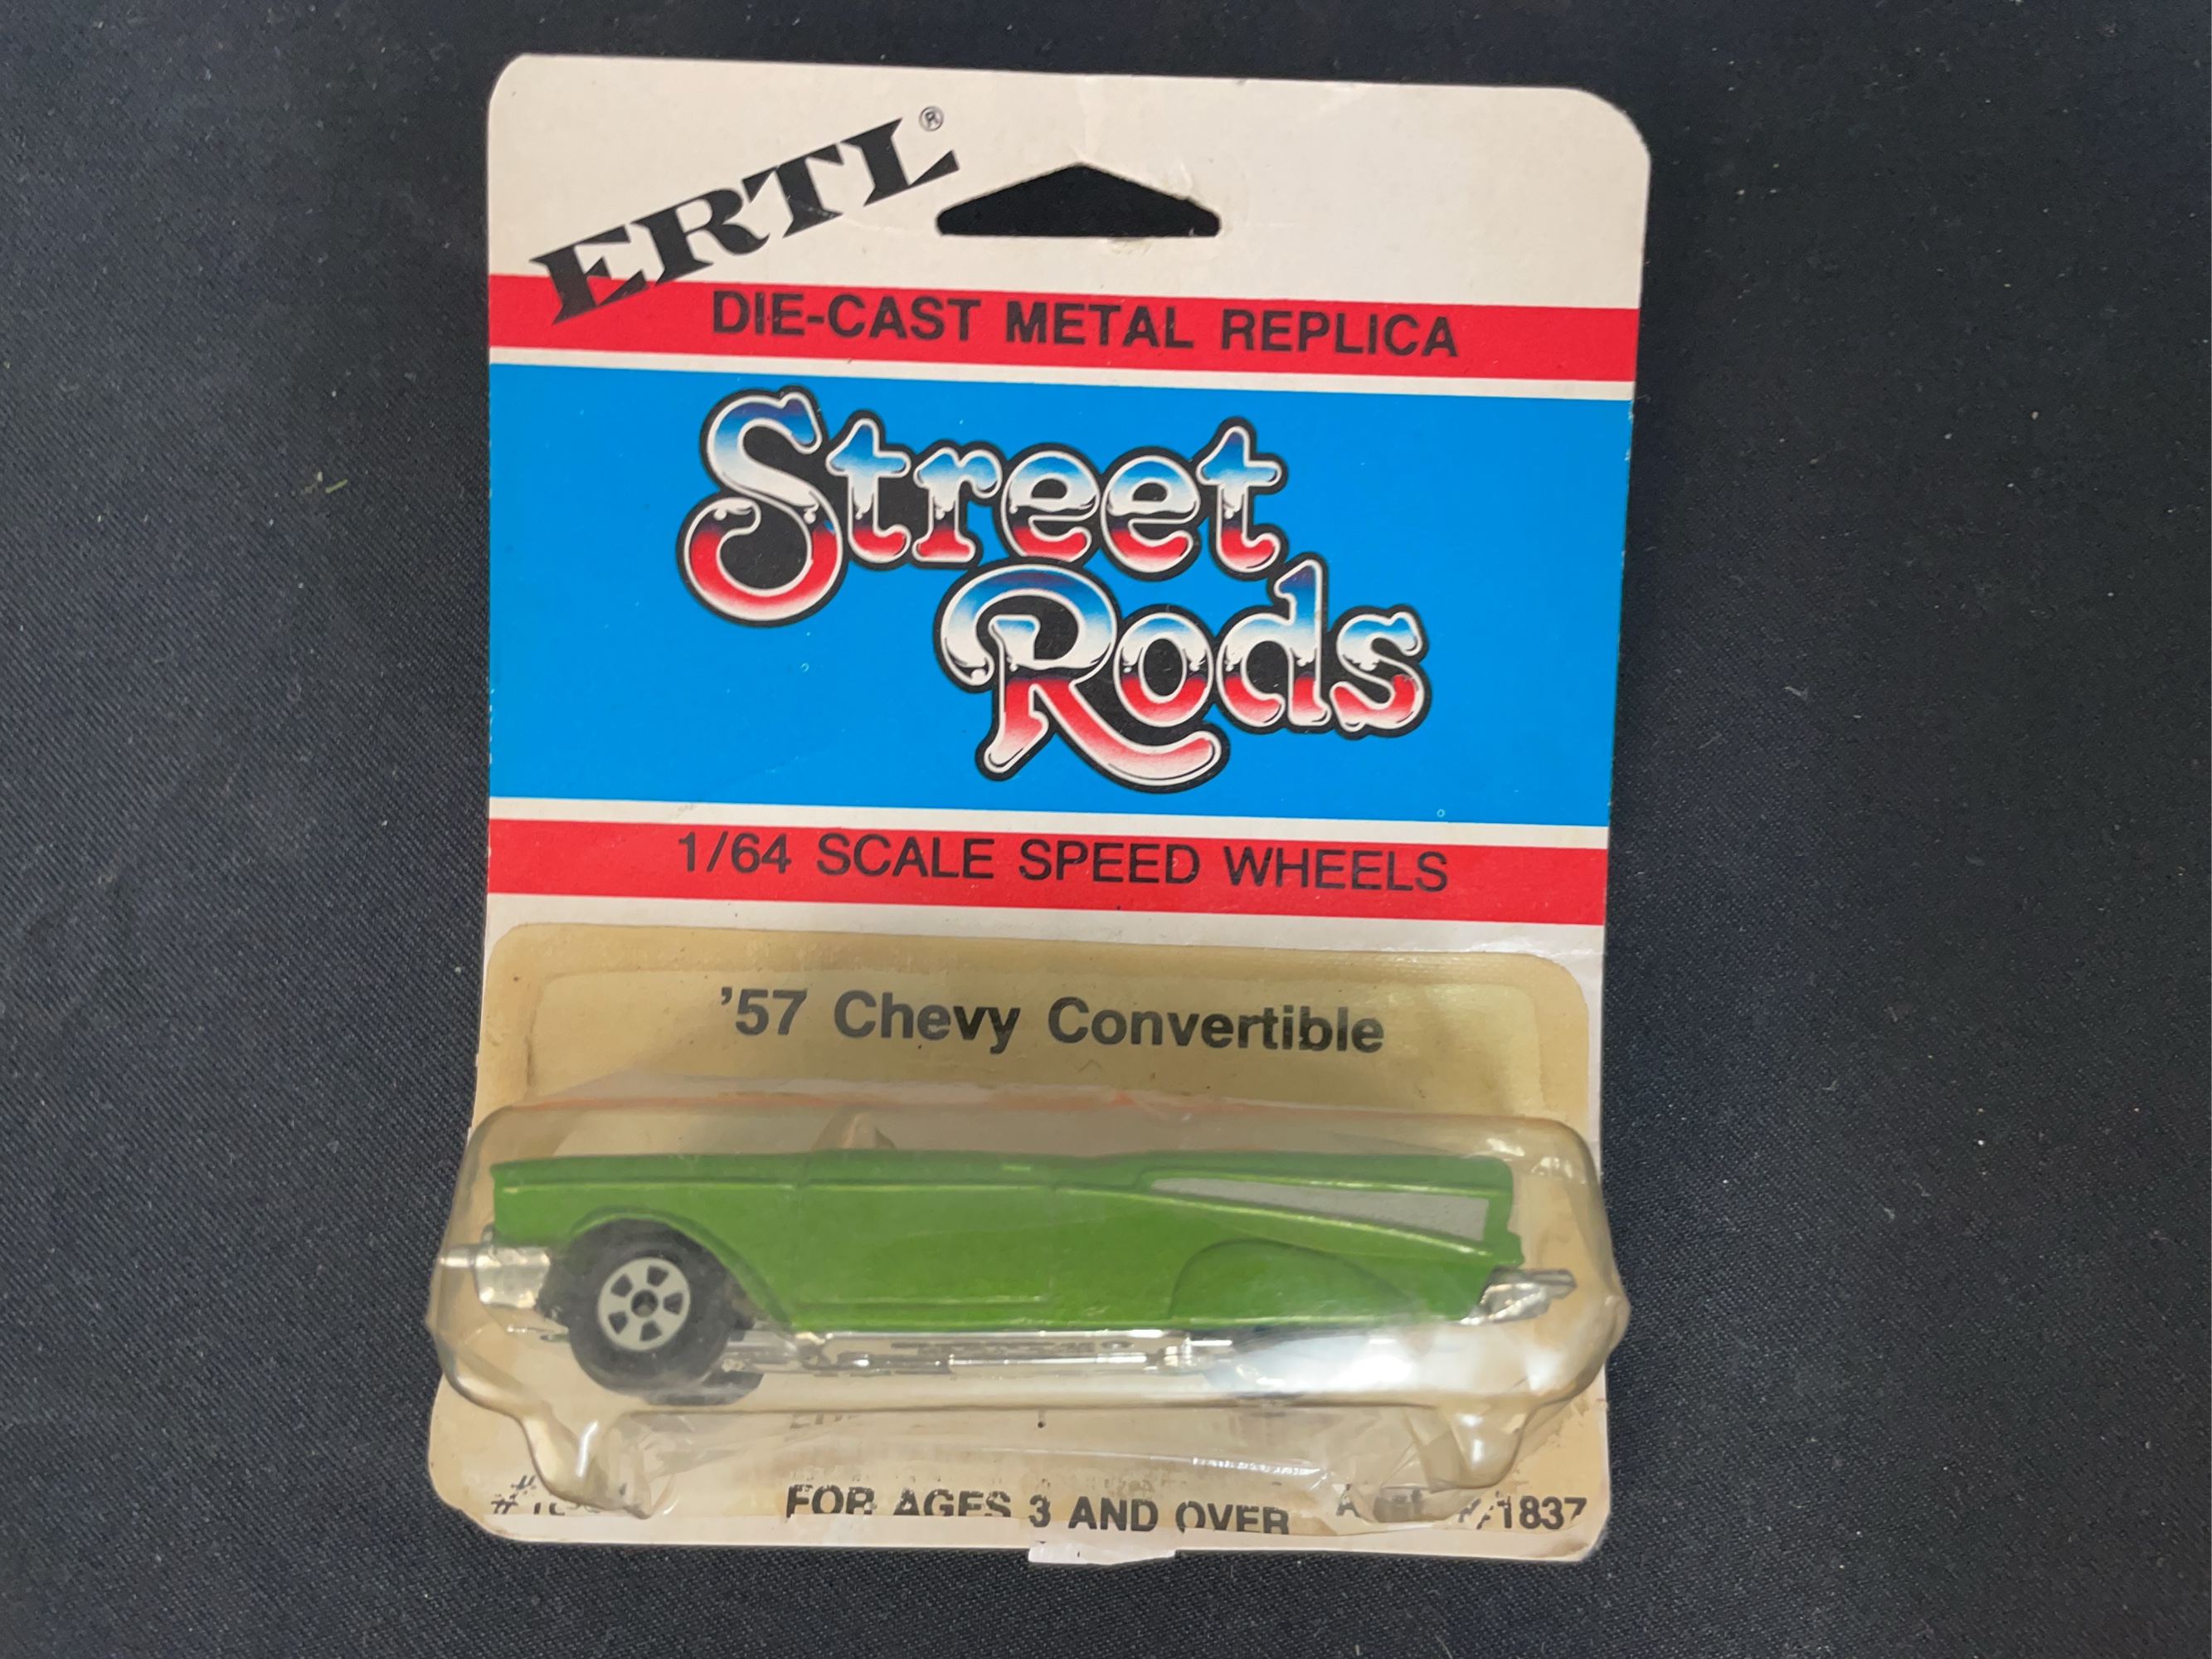 ERTL®
DIE-CAST METAL REPLICA
Street
Rods
1/64 SCALE SPEED WHEELS
'57 Chevy Convertible
FOR AGES 3 AND OVER
1837